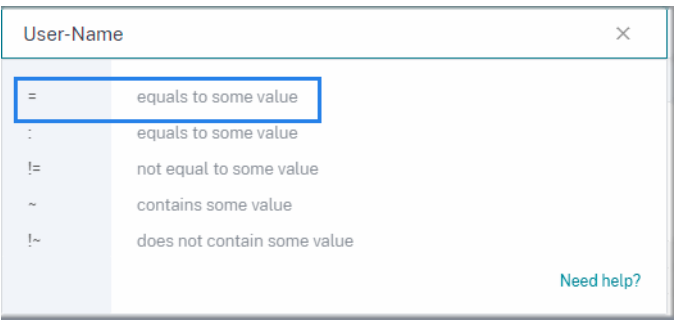 User-Name ×
= equals to some value
: equals to some value
!= not equal to some value
~ contains some value
!~ does not contain some value
Need help?